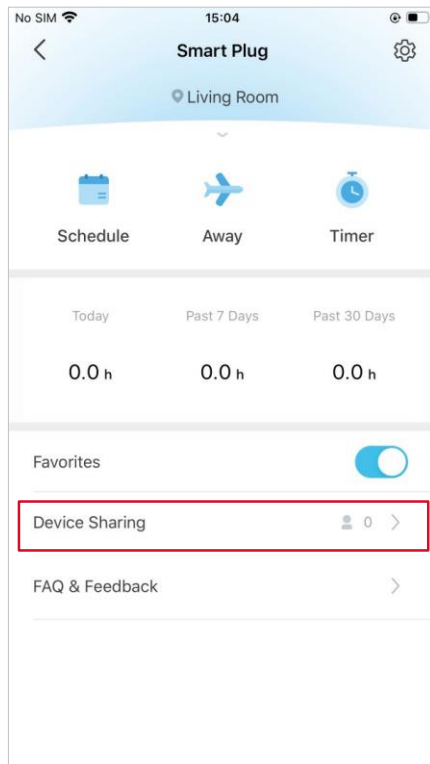 No SIM 15:04
Smart Plug
Living Room
Schedule Away Timer
Today Past 7 Days Past 30 Days
0.0 h 0.0 h 0.0 h
Favorites
Device Sharing 0
FAQ & Feedback